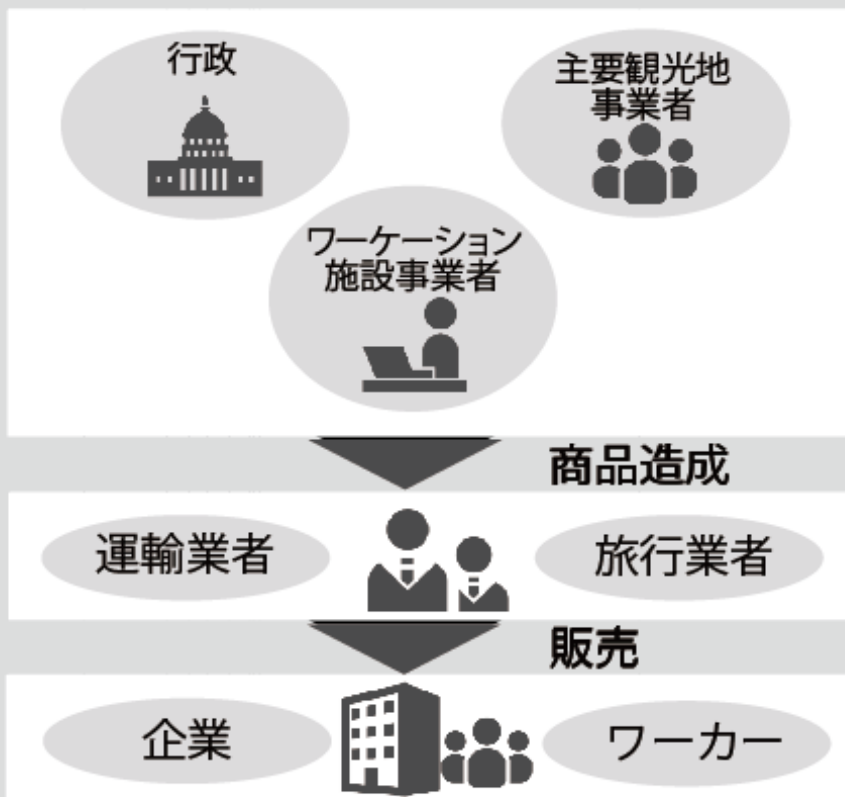 行政
主要観光地
事業者
ワーケーション
施設事業者
商品造成
運輸業者
旅行業者
販売
企業
ワーカー